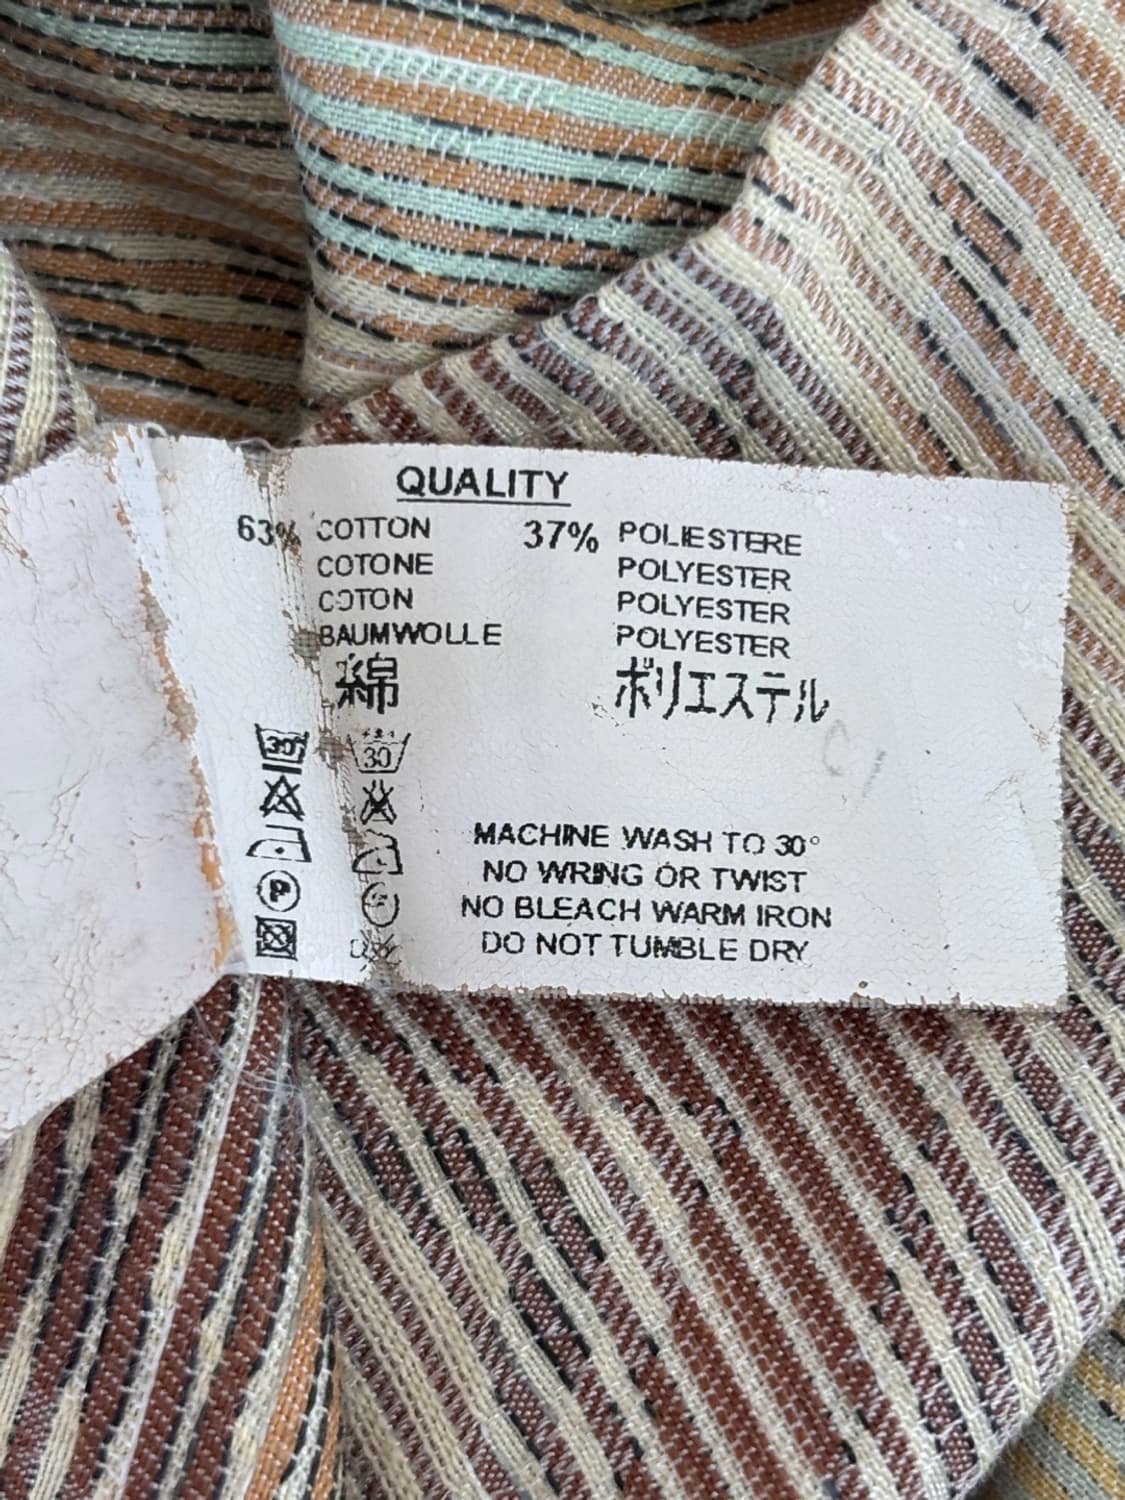 QUALITY
63% COTTON 37% POLIESTERE
COTONE POLYESTER
COTON POLYESTER
BAUMWOLLE POLYESTER
綿 ポリエステル
30 30
P
MACHINE WASH TO 30°
NO WRING OR TWIST
NO BLEACH WARM IRON
DO NOT TUMBLE DRY